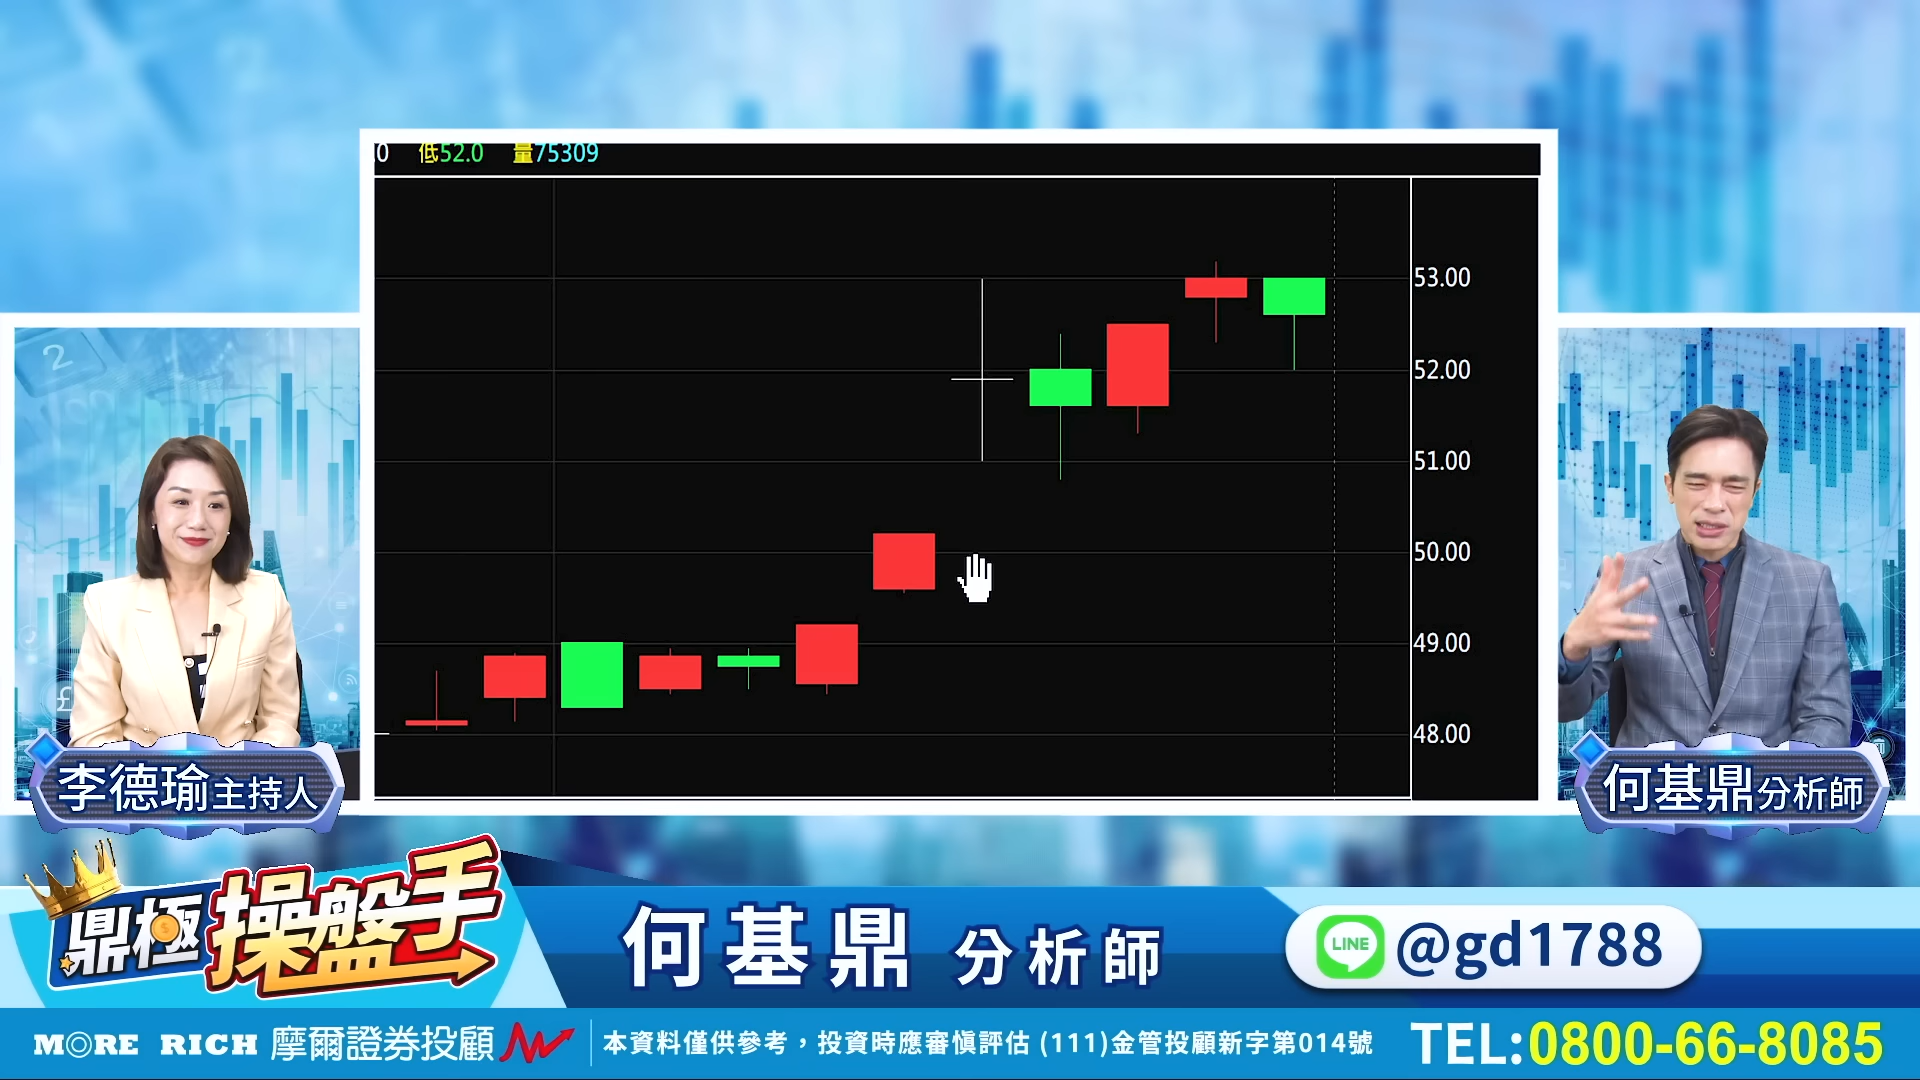 .0 低52.0 量75309
53.00
52.00
51.00
50.00
49.00
48.00
李德瑜主持人
何基鼎分析師
鼎極操盤手
何基鼎 分析師
LINE @gd1788
MORE RICH 摩爾證券投顧
本資料僅供參考，投資時應審慎評估 (111)金管投顧新字第014號
TEL:0800-66-8085